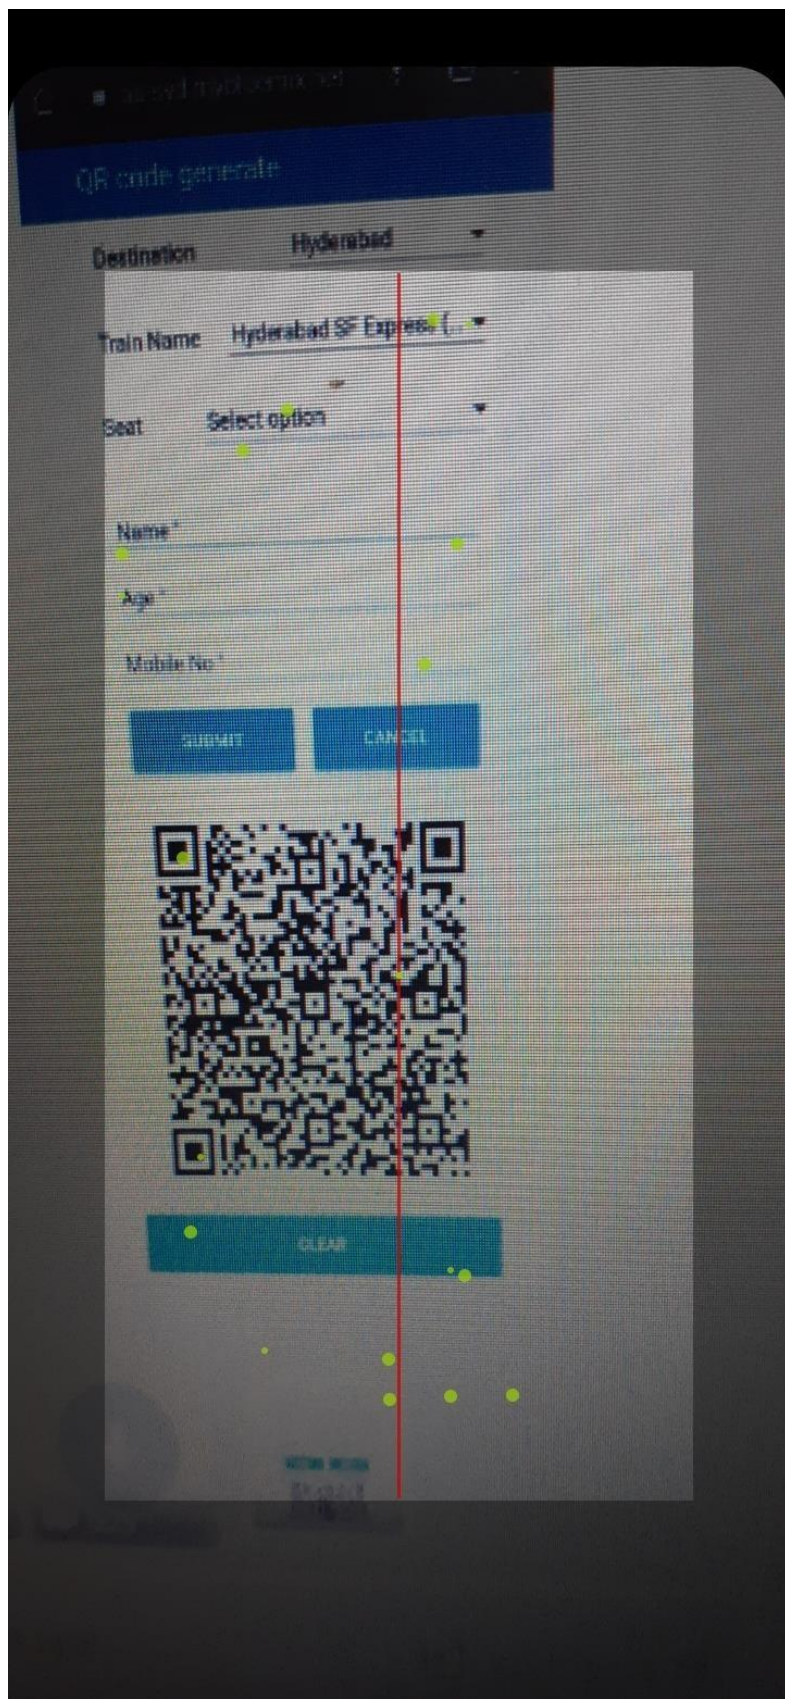 QR code generate
Destination Hyderabad
Train Name Hyderabad SF Express (...
Seat Select option
Name *
Age *
Mobile No *
SUBMIT CANCEL
CLEAR